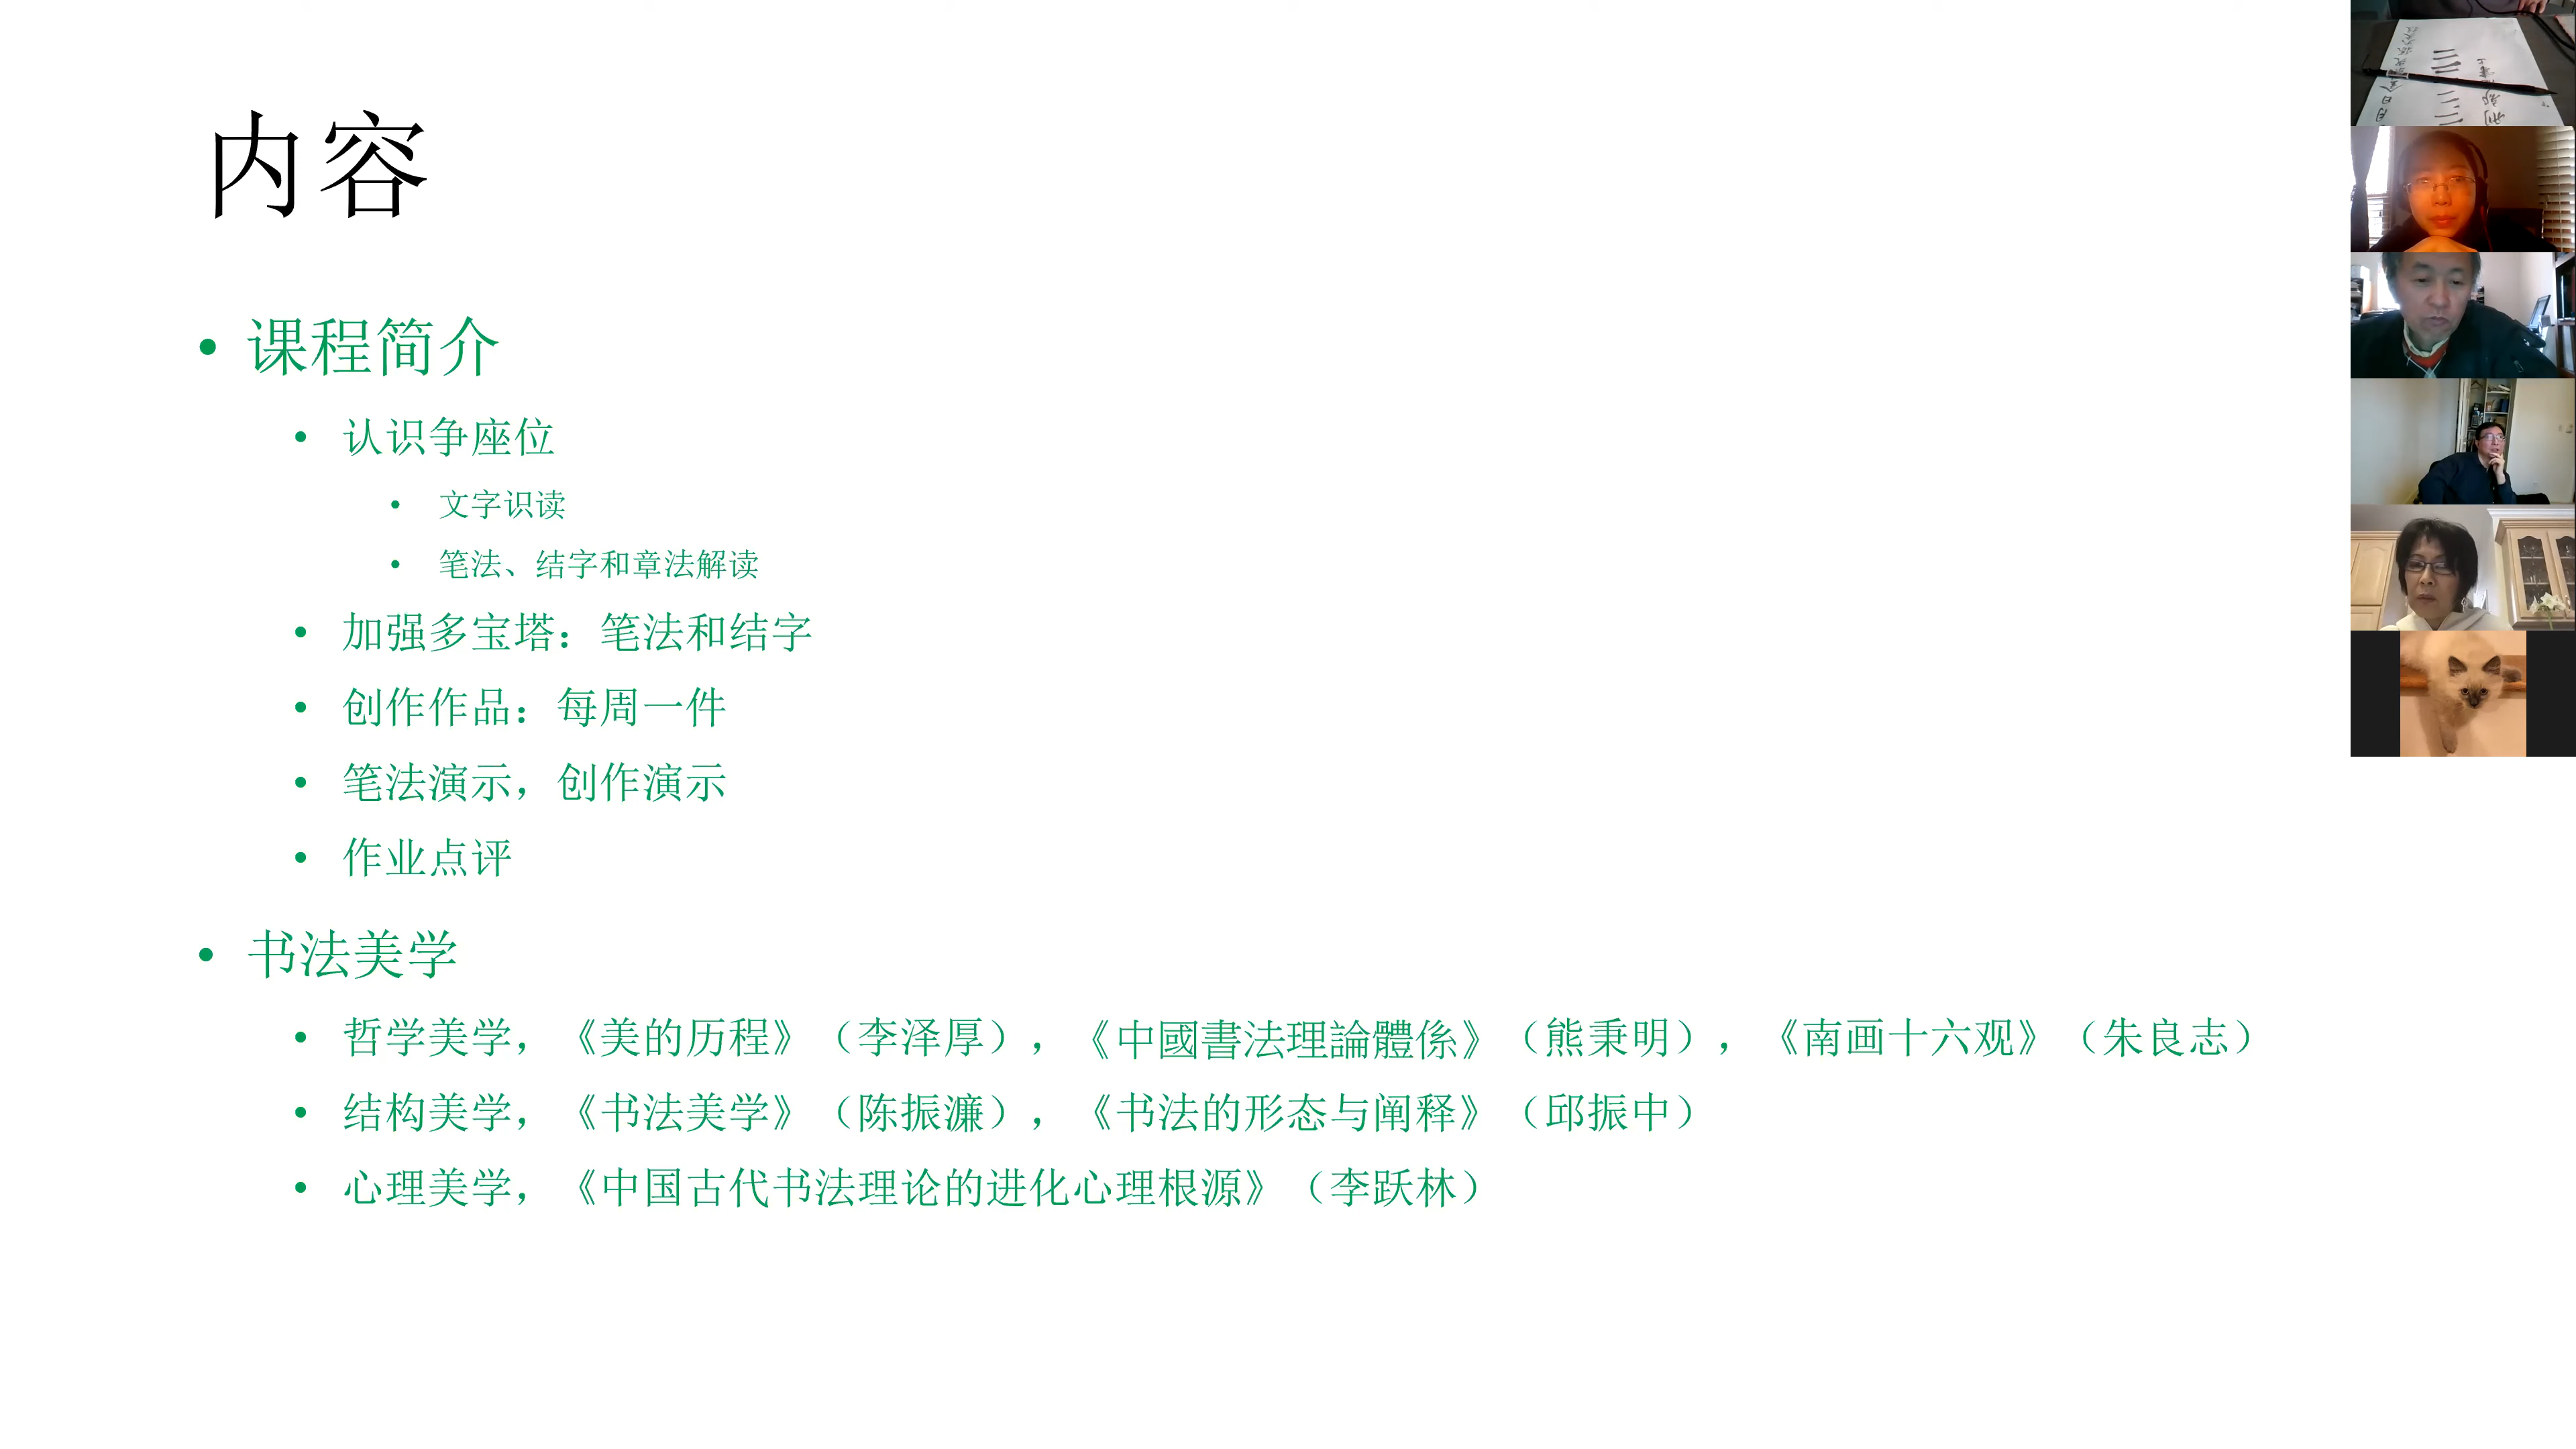 内容
• 课程简介
• 认识争座位
• 文字识读
• 笔法、结字和章法解读
• 加强多宝塔：笔法和结字
• 创作作品：每周一件
• 笔法演示，创作演示
• 作业点评
• 书法美学
• 哲学美学，《美的历程》（李泽厚），《中國書法理論體係》（熊秉明），《南画十六观》（朱良志）
• 结构美学，《书法美学》（陈振濂），《书法的形态与阐释》（邱振中）
• 心理美学，《中国古代书法理论的进化心理根源》（李跃林）